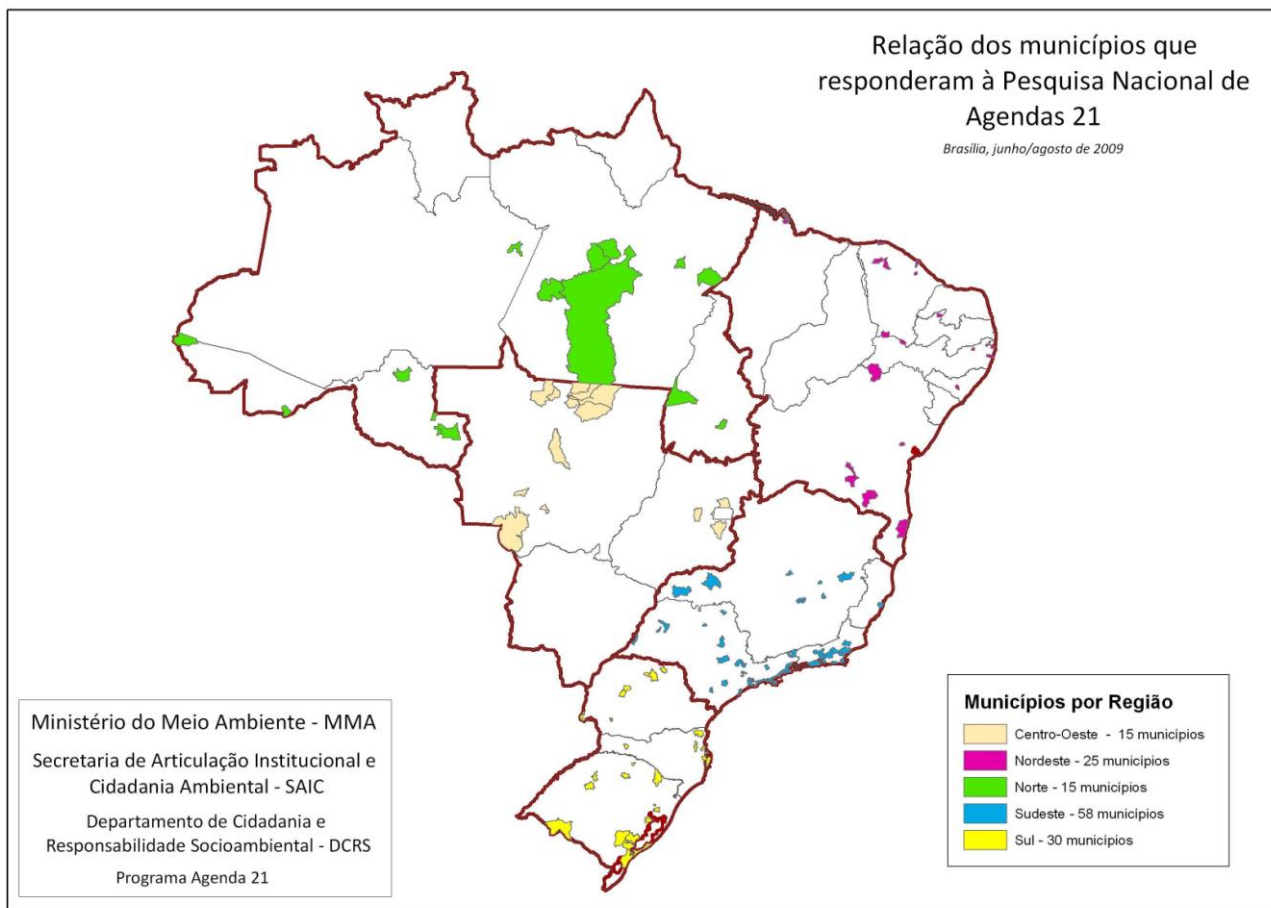 Relação dos municípios que
responderam à Pesquisa Nacional de
Agendas 21
Brasília, junho/agosto de 2009
Ministério do Meio Ambiente - MMA
Secretaria de Articulação Institucional e
Cidadania Ambiental - SAIC
Departamento de Cidadania e
Responsabilidade Socioambiental - DCRS
Programa Agenda 21
Municípios por Região
Centro-Oeste - 15 municípios
Nordeste - 25 municípios
Norte - 15 municípios
Sudeste - 58 municípios
Sul - 30 municípios